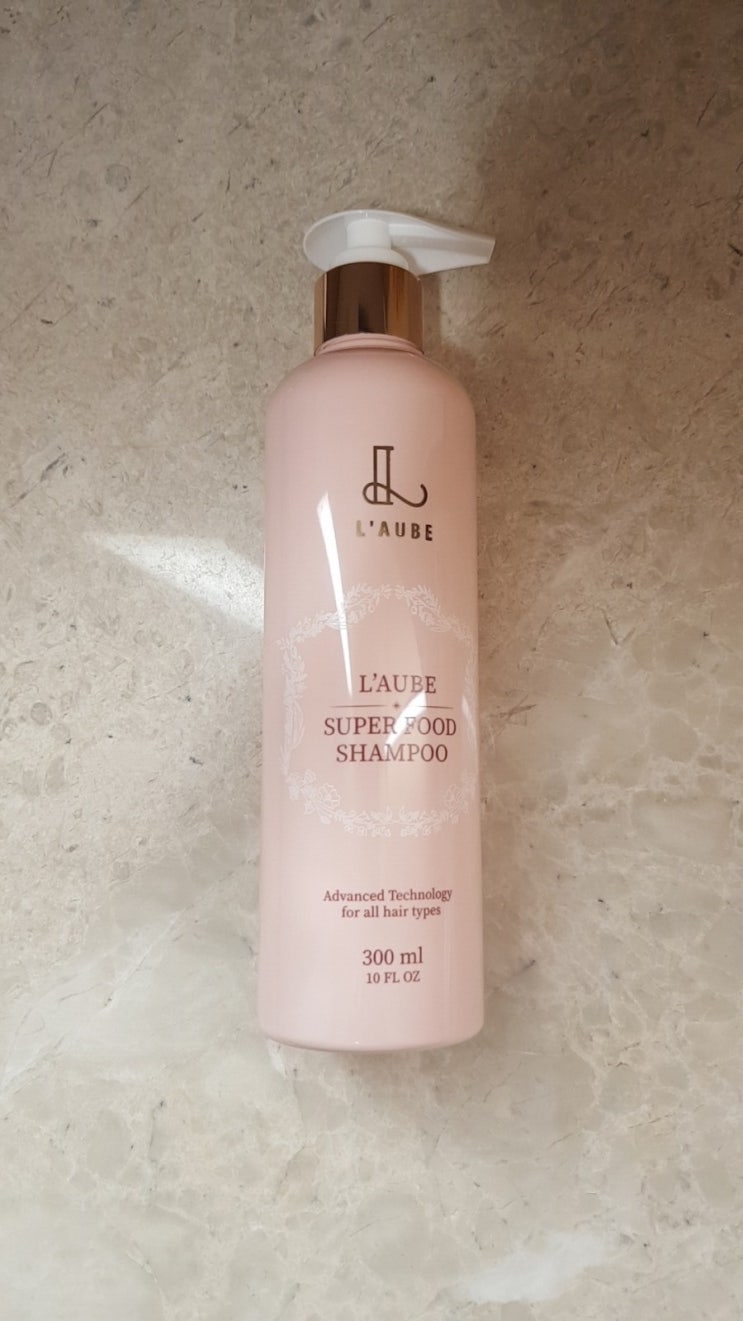 L'AUBE
L'AUBE
SUPER FOOD
SHAMPOO
Advanced Technology
for all hair types
300 ml
10 FL OZ